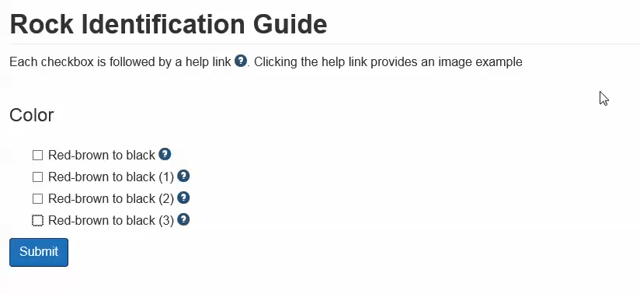 Rock Identification Guide
Each checkbox is followed by a help link ?. Clicking the help link provides an image example
Color
Red-brown to black ?
Red-brown to black (1) ?
Red-brown to black (2) ?
Red-brown to black (3) ?
Submit